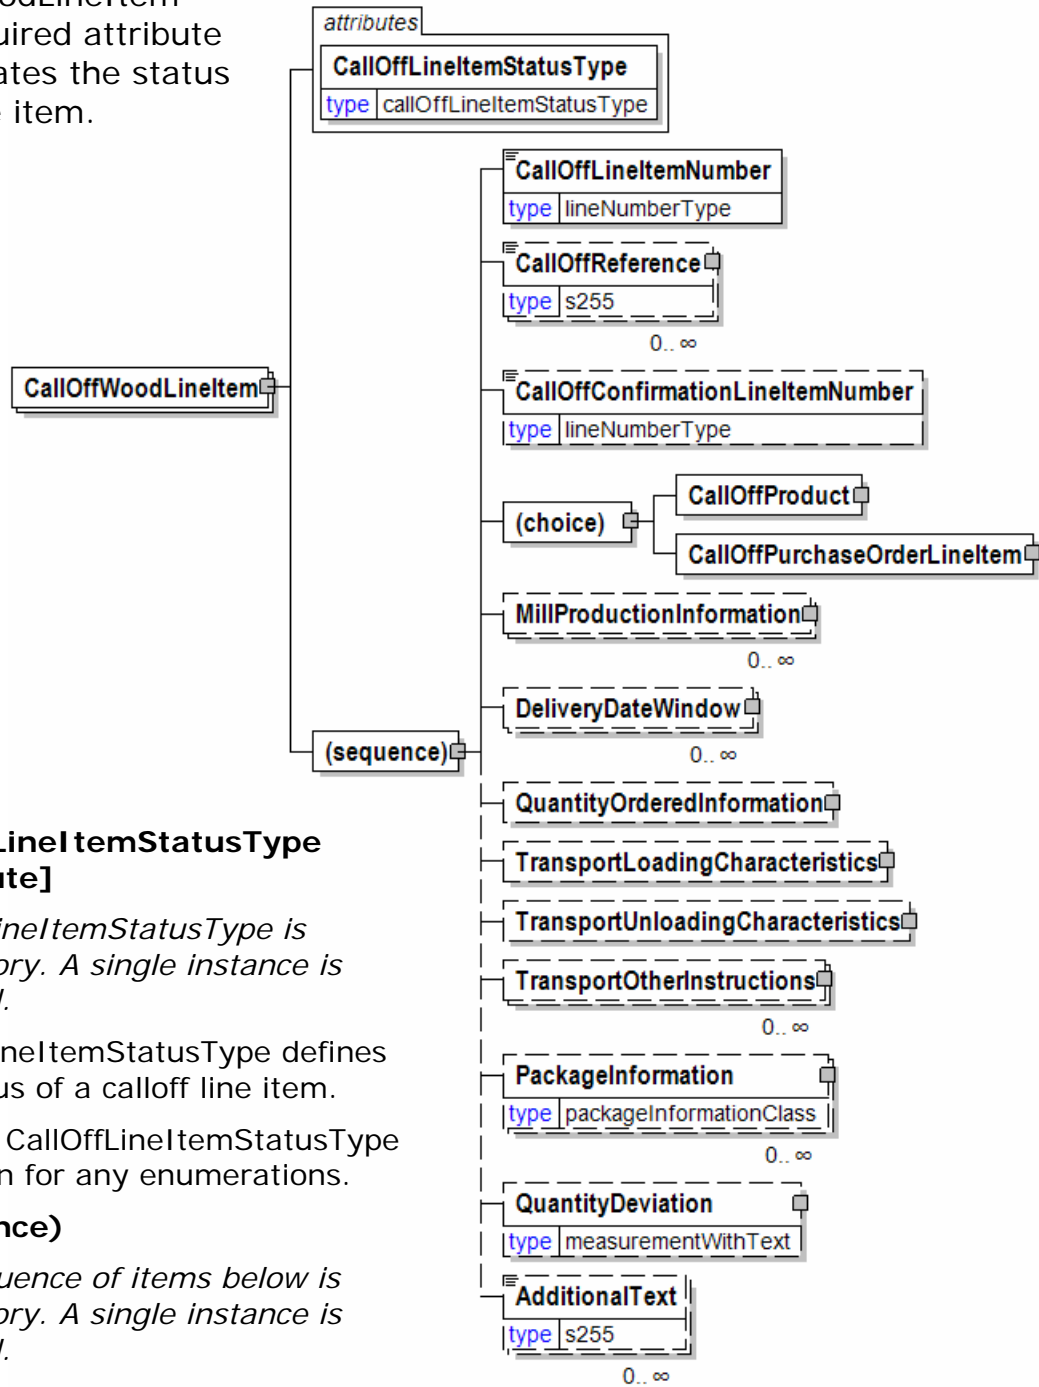 odLineItem
uired attribute
ates the status
e item.
attributes
CallOffLineItemStatusType
type callOffLineItemStatusType
CallOffLineItemNumber
type lineNumberType
CallOffReference
type s255
0.. ∞
CallOffWoodLineItem
CallOffConfirmationLineItemNumber
type lineNumberType
(choice)
CallOffProduct
CallOffPurchaseOrderLineItem
MillProductionInformation
0.. ∞
DeliveryDateWindow
0.. ∞
(sequence)
QuantityOrderedInformation
TransportLoadingCharacteristics
TransportUnloadingCharacteristics
TransportOtherInstructions
0.. ∞
PackageInformation
type packageInformationClass
0.. ∞
QuantityDeviation
type measurementWithText
AdditionalText
type s255
0.. ∞
LineItemStatusType
ute]
ineItemStatusType is
ory. A single instance is
d.
ineItemStatusType defines
us of a calloff line item.
CallOffLineItemStatusType
n for any enumerations.
nce)
uence of items below is
ory. A single instance is
d.